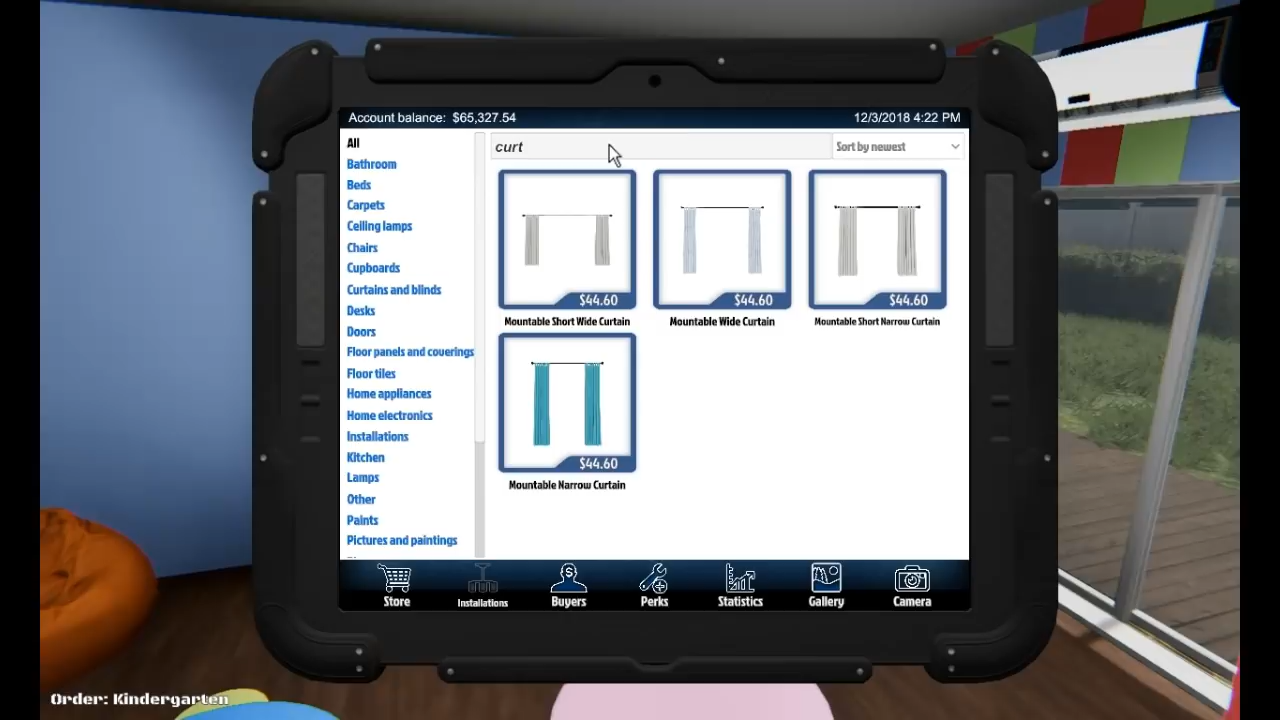 Account balance: $65,327.54
12/3/2018 4:22 PM
All
Bathroom
Beds
Carpets
Ceiling lamps
Chairs
Cupboards
Curtains and blinds
Desks
Doors
Floor panels and coverings
Floor tiles
Home appliances
Home electronics
Installations
Kitchen
Lamps
Other
Paints
Pictures and paintings
curt
Sort by newest
$44.60
$44.60
$44.60
Mountable Short Wide Curtain
Mountable Wide Curtain
Mountable Short Narrow Curtain
$44.60
Mountable Narrow Curtain
Store
Installations
Buyers
Perks
Statistics
Gallery
Camera
Order: Kindergarten